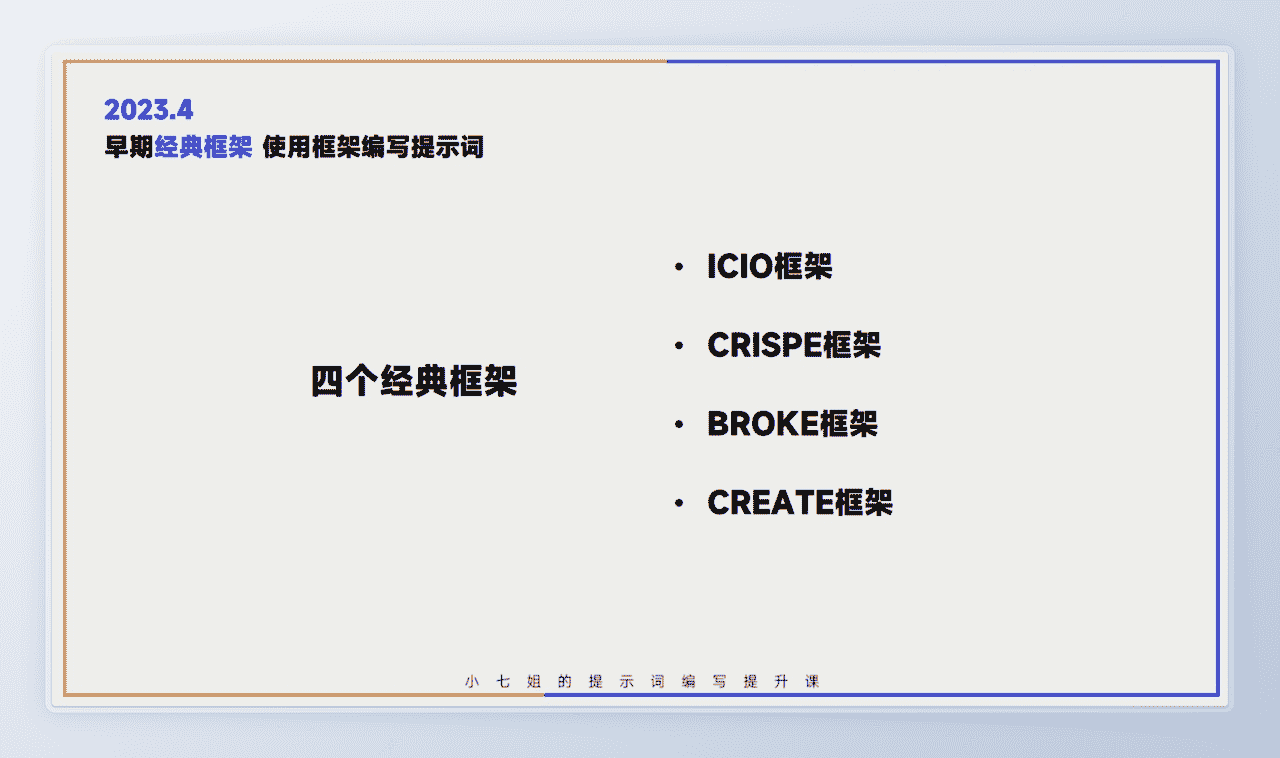 2023.4
早期经典框架 使用框架编写提示词
四个经典框架
• ICIO框架
• CRISPE框架
• BROKE框架
• CREATE框架
小七姐的提示词编写提升课